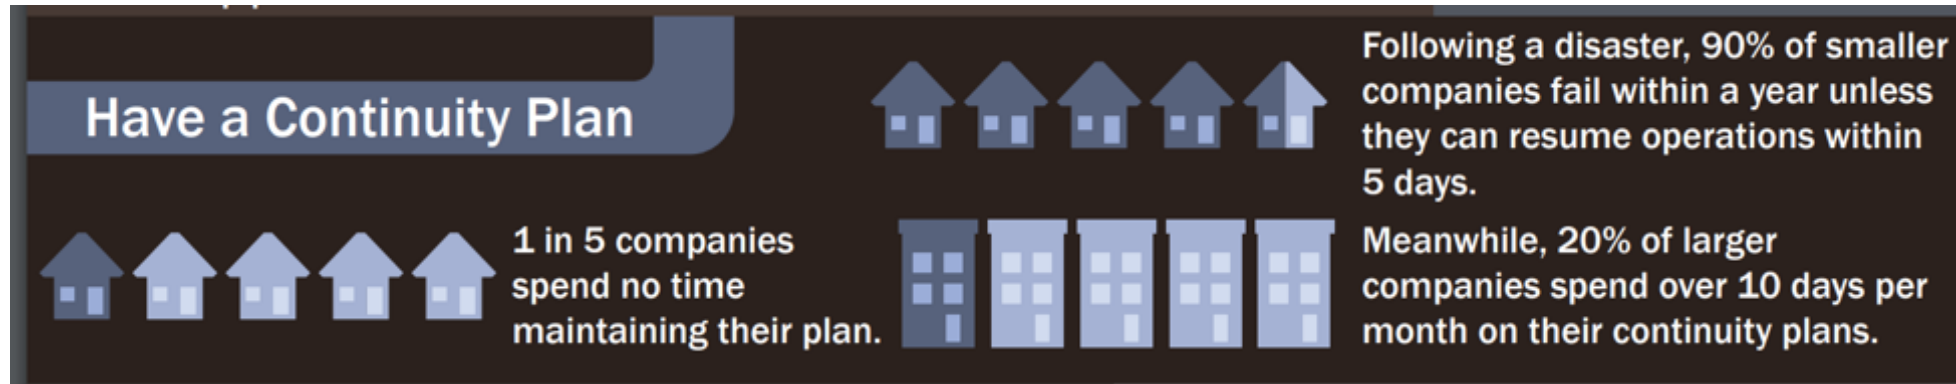 Have a Continuity Plan
1 in 5 companies
spend no time
maintaining their plan.
Following a disaster, 90% of smaller
companies fail within a year unless
they can resume operations within
5 days.
Meanwhile, 20% of larger
companies spend over 10 days per
month on their continuity plans.